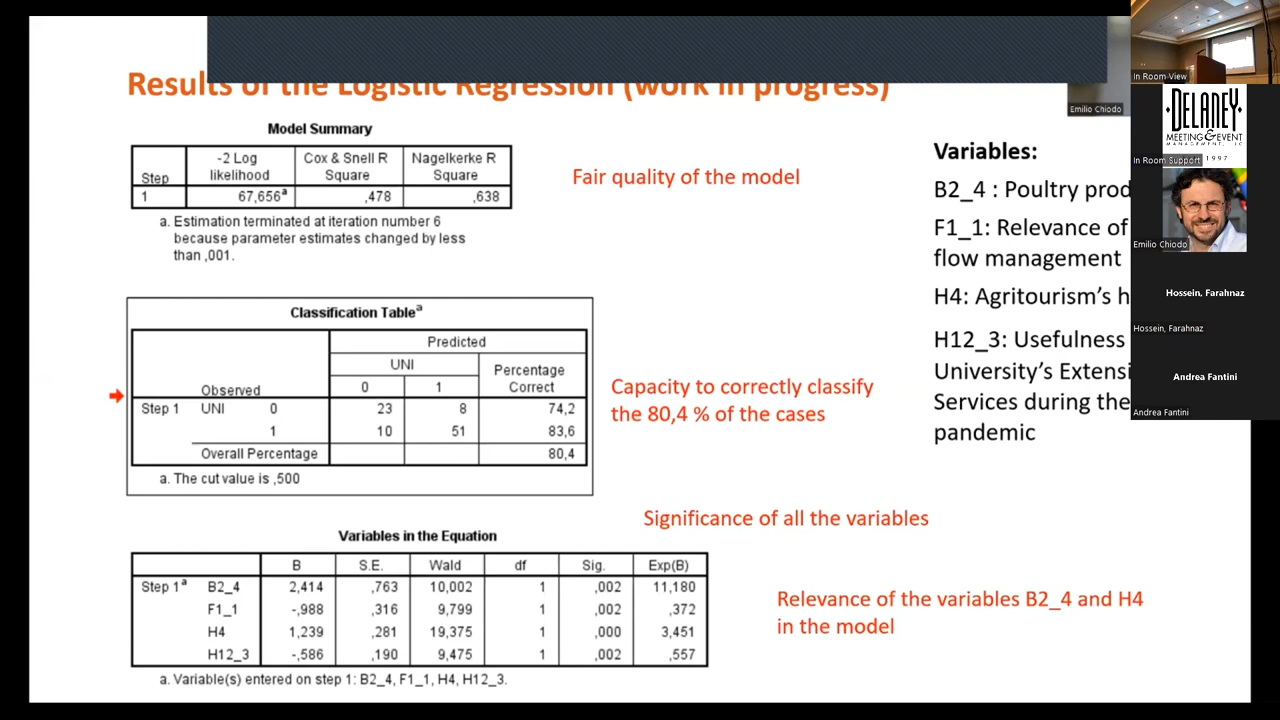 Results of the Logistic Regression (work in progress)
Model Summary
Step -2 Log likelihood Cox & Snell R Square Nagelkerke R Square
1 67,656a ,478 ,638
a. Estimation terminated at iteration number 6
because parameter estimates changed by less
than ,001.
Fair quality of the model
Classification Tablea
Predicted
UNI Percentage Correct
Observed 0 1
Step 1 UNI 0 23 8 74,2
1 10 51 83,6
Overall Percentage 80,4
a. The cut value is ,500
Capacity to correctly classify
the 80,4 % of the cases
Significance of all the variables
Variables in the Equation
B S.E. Wald df Sig. Exp(B)
Step 1a B2_4 2,414 ,763 10,002 1 ,002 11,180
F1_1 -,988 ,316 9,799 1 ,002 ,372
H4 1,239 ,281 19,375 1 ,000 3,451
H12_3 -,586 ,190 9,475 1 ,002 ,557
a. Variable(s) entered on step 1: B2_4, F1_1, H4, H12_3.
Relevance of the variables B2_4 and H4
in the model
Variables:
B2_4 : Poultry prod
F1_1: Relevance of
flow management
H4: Agritourism's h
H12_3: Usefulness
University's Extensi
Services during the
pandemic
Emilio Chiodo
In Room View
DELANEY
MEETING & EVENT
MANAGEMENT, LLC
1997
In Room Support
Emilio Chiodo
Hossein, Farahnaz
Hossein, Farahnaz
Andrea Fantini
Andrea Fantini